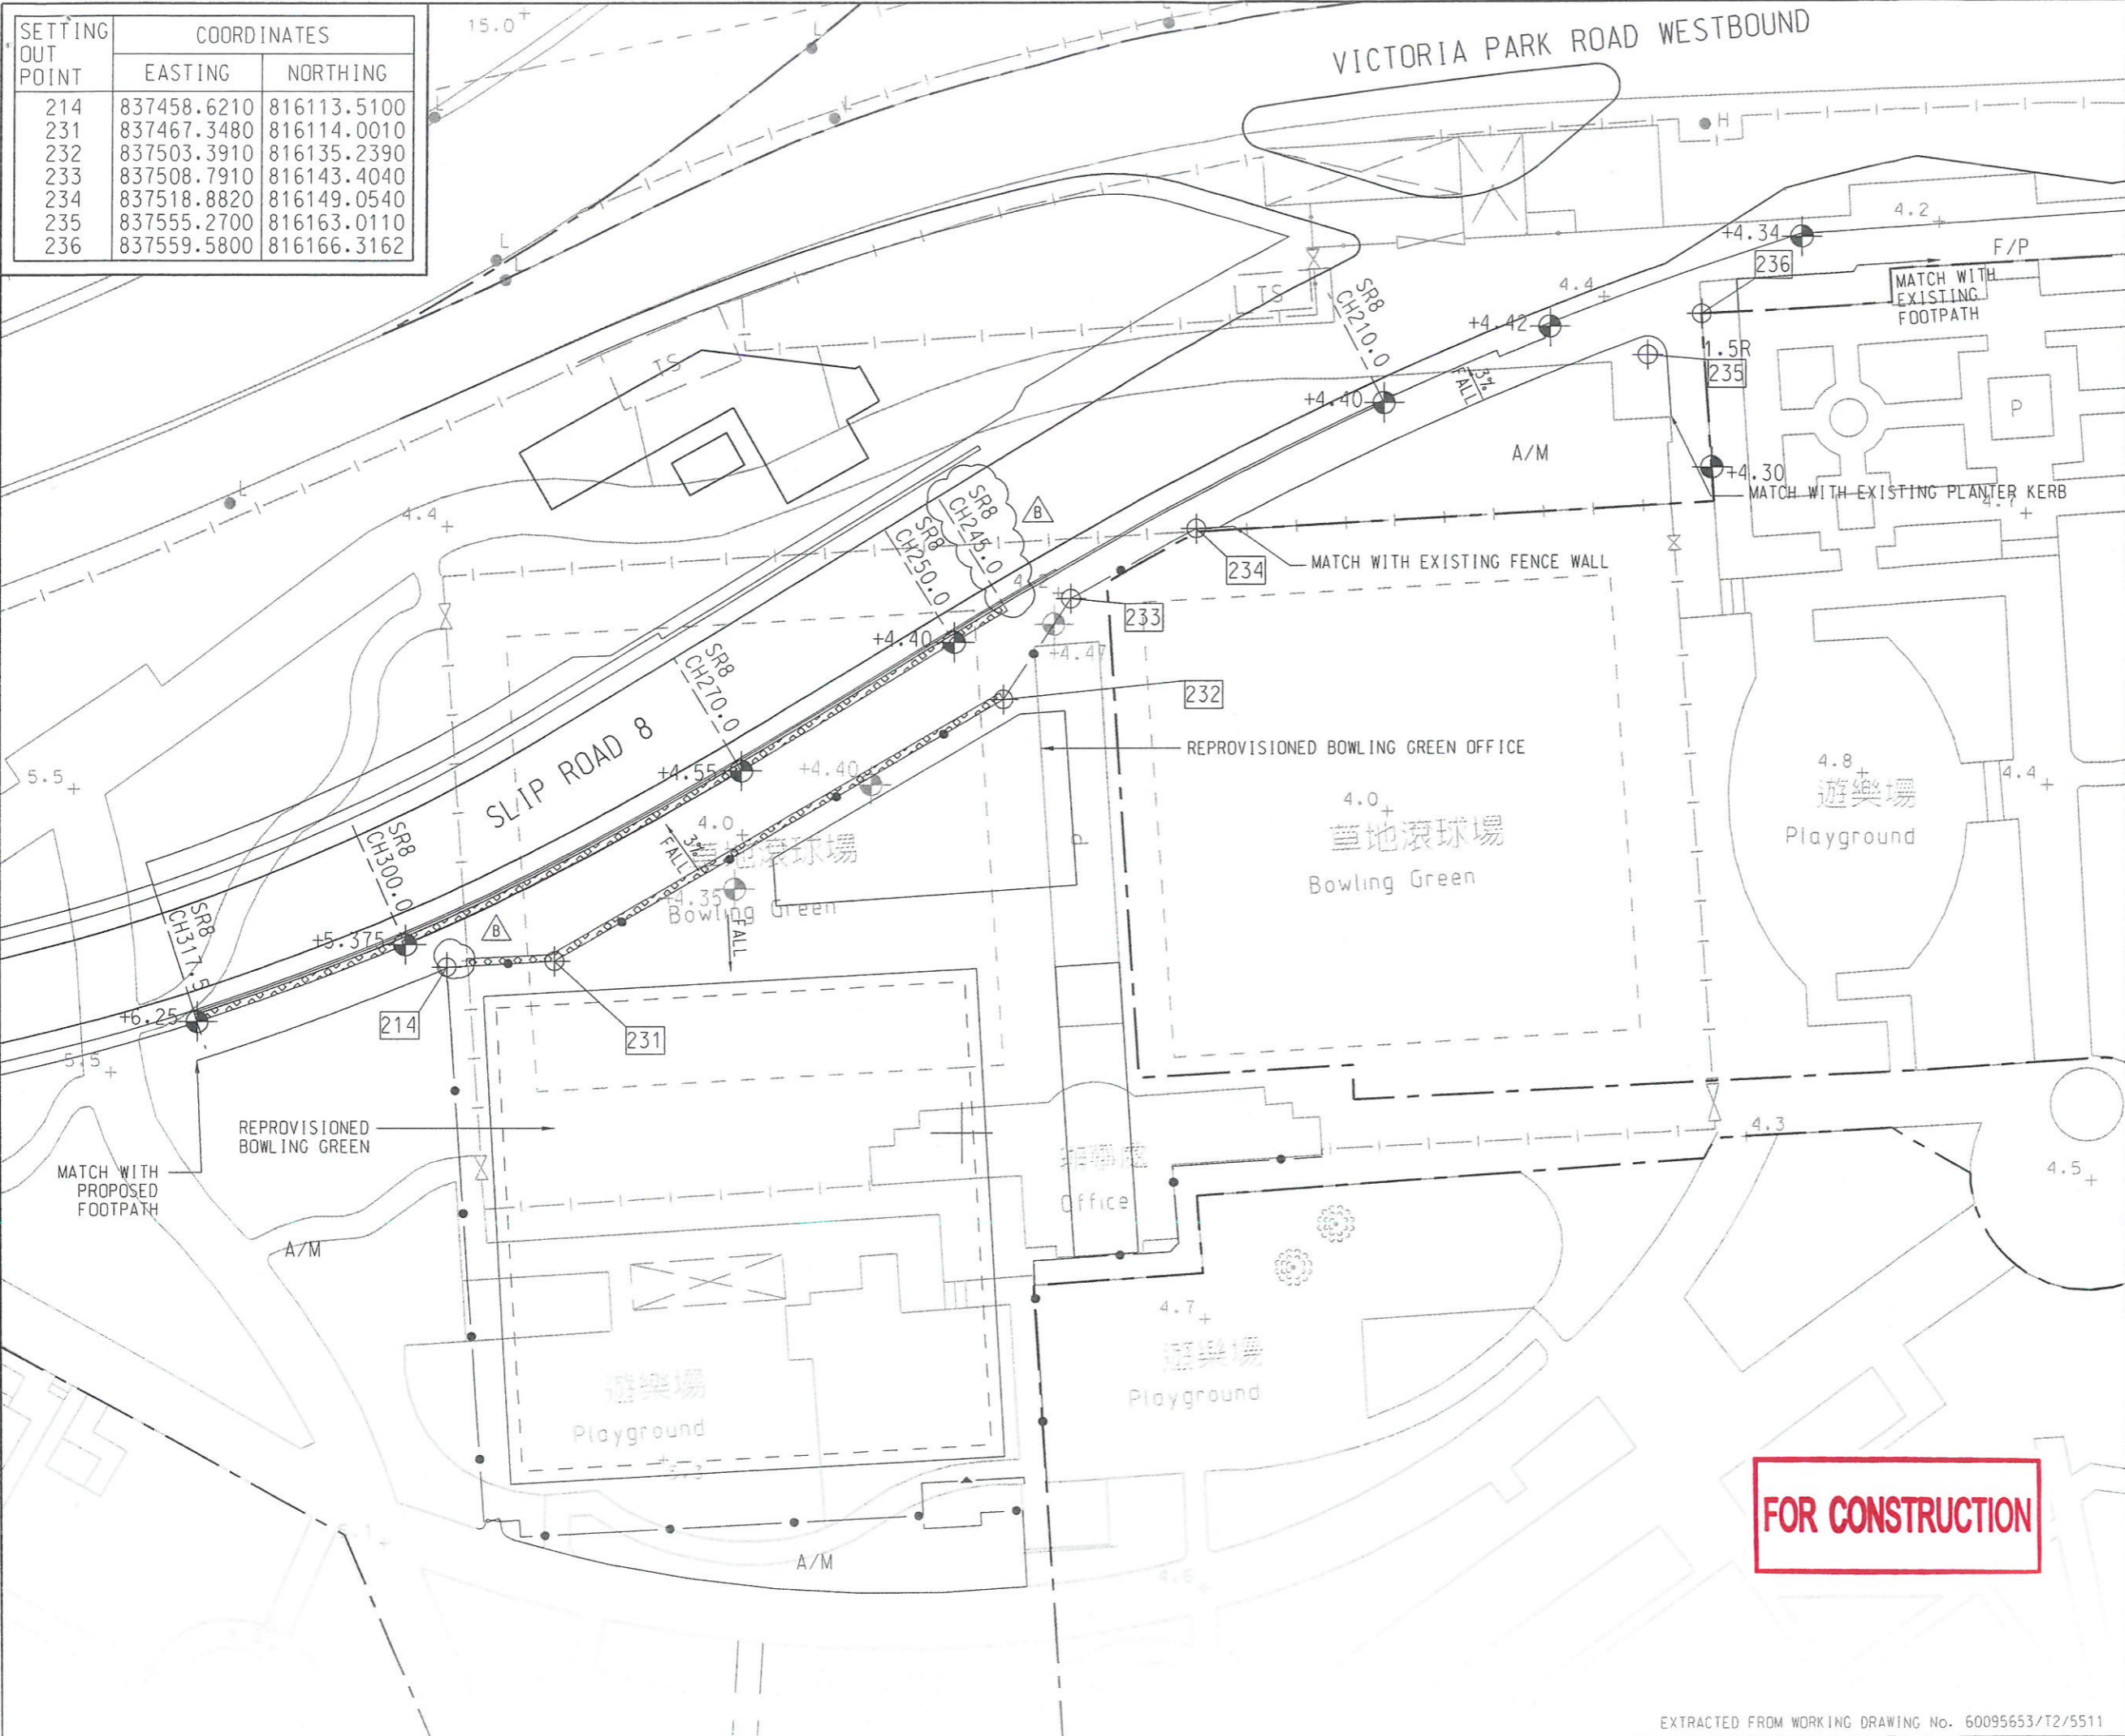 SETTING OUT POINT
COORDINATES
EASTING NORTHING
214 837458.6210 816113.5100
231 837467.3480 816114.0010
232 837503.3910 816135.2390
233 837508.7910 816143.4040
234 837518.8820 816149.0540
235 837555.2700 816163.0110
236 837559.5800 816166.3162
15.0
L
L
L
L
L
L
L
L
VICTORIA PARK ROAD WESTBOUND
H
4.2
+4.34
F/P
236
MATCH WITH
EXISTING
FOOTPATH
4.4
TS
SR8
CH210.0
+4.42
1.5R
235
TS
+4.40
3%
FALL
P
A/M
+4.30
MATCH WITH EXISTING PLANTER KERB
4.7
4.4
SR8
CH245.0
B
SR8
CH250.0
234
MATCH WITH EXISTING FENCE WALL
233
+4.40
+4.47
SR8
CH270.0
232
SLIP ROAD 8
REPROVISIONED BOWLING GREEN OFFICE
5.5
+4.55
+4.40
4.0
4.8
遊樂場
Playground
4.4
4.0
草地滾球場
Bowling Green
3%
FALL
草地滾球場
Bowling Green
+4.35
FALL
P
SR8
CH300.0
SR8
CH317.5
+5.375
B
+6.25
214
231
5.5
REPROVISIONED
BOWLING GREEN
MATCH WITH
PROPOSED
FOOTPATH
4.3
4.5
Office
A/M
4.7
遊樂場
Playground
遊樂場
Playground
5.3
A/M
4.6
FOR CONSTRUCTION
EXTRACTED FROM WORKING DRAWING No. 60095653/T2/5511